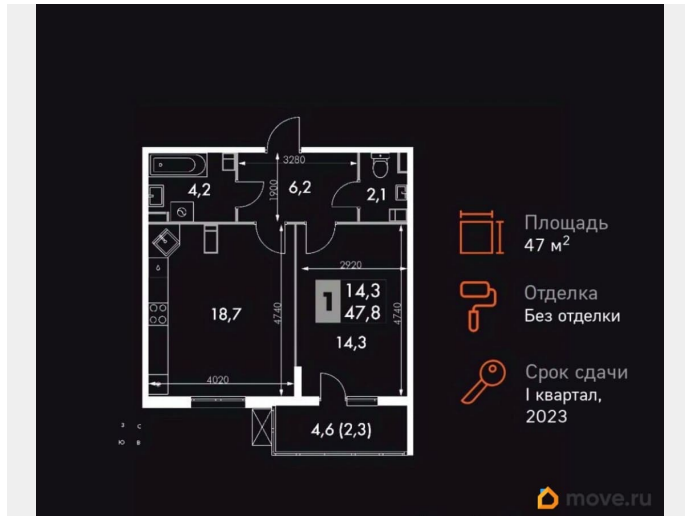 3280
4,2
1900
6,2
2,1
2920
1
14,3
47,8
18,7
4740
4740
14,3
4020
4,6 (2,3)
З С
Ю В
Площадь
47 м²
Отделка
Без отделки
Срок сдачи
I квартал,
2023
move.ru